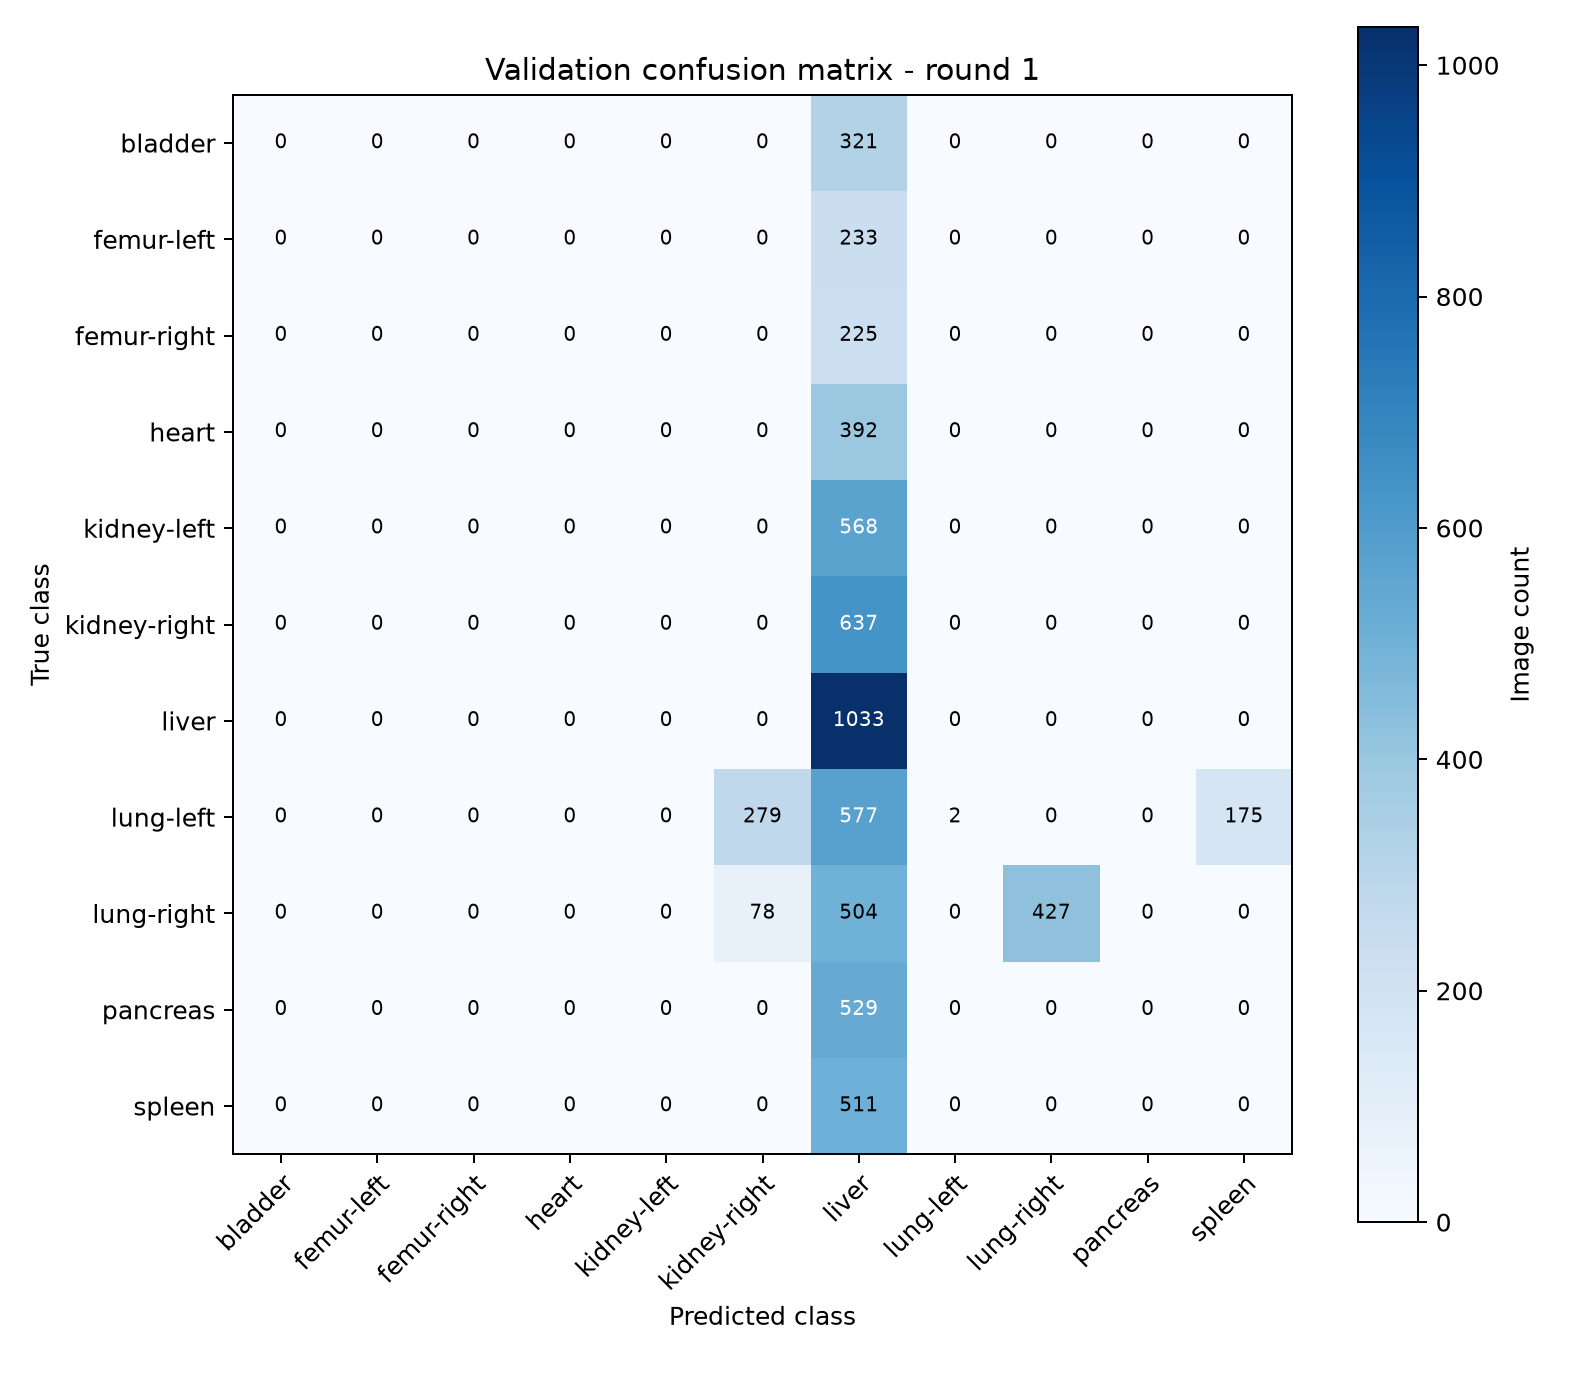 Validation confusion matrix - round 1
True class
bladder 0 0 0 0 0 0 321 0 0 0 0
femur-left 0 0 0 0 0 0 233 0 0 0 0
femur-right 0 0 0 0 0 0 225 0 0 0 0
heart 0 0 0 0 0 0 392 0 0 0 0
kidney-left 0 0 0 0 0 0 568 0 0 0 0
kidney-right 0 0 0 0 0 0 637 0 0 0 0
liver 0 0 0 0 0 0 1033 0 0 0 0
lung-left 0 0 0 0 0 279 577 2 0 0 175
lung-right 0 0 0 0 0 78 504 0 427 0 0
pancreas 0 0 0 0 0 0 529 0 0 0 0
spleen 0 0 0 0 0 0 511 0 0 0 0
bladder femur-left femur-right heart kidney-left kidney-right liver lung-left lung-right pancreas spleen
Predicted class
1000
800
600
400
200
0
Image count